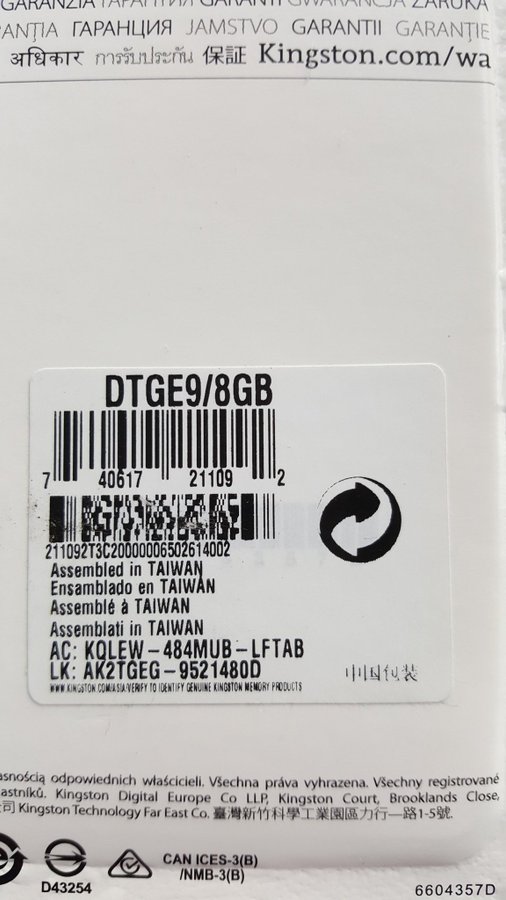 GARANZIA ГАРАНТИЯ GARANTI GWARANCJA ZÁRUKA
ГАРАНЦИЯ JAMSTVO GARANTII GARANȚIE
अधिकार การรับประกัน 保証 Kingston.com/wa
DTGE9/8GB
7 40617 21109 2
211092T3C20000006502614002
Assembled in TAIWAN
Ensamblado en TAIWAN
Assemblé à TAIWAN
Assemblati in TAIWAN
AC: KQLEW-484MUB-LFTAB
LK: AK2TGEG-9521480D
WWW.KINGSTON.COM/ASIA/VERIFY TO IDENTIFY GENUINE KINGSTON MEMORY PRODUCTS
中国包装
asnością odpowiednich właścicieli. Všechna práva vyhrazena. Všechny registrované
astníků. Kingston Digital Europe Co LLP, Kingston Court, Brooklands Close,
司 Kingston Technology Far East Co. 臺灣新竹科學工業園區力行一路1-5號.
D43254
CAN ICES-3(B)
/NMB-3(B)
6604357D